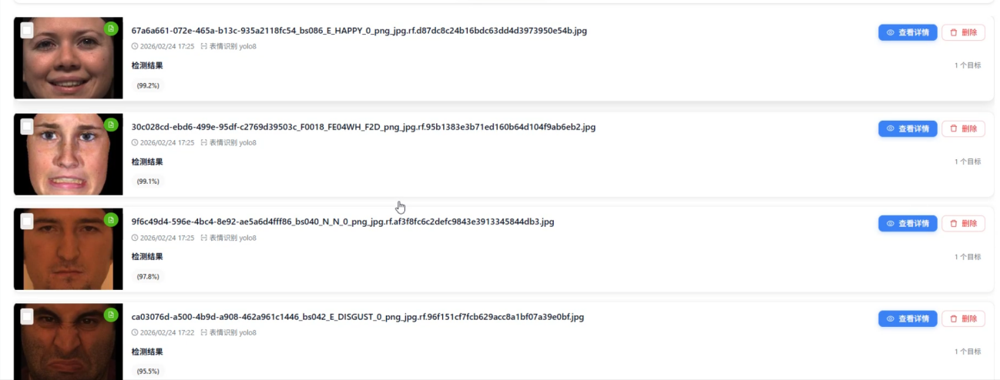 67a6a661-072e-465a-b13c-935a2118fc54_bs086_E_HAPPY_0_png_jpg.rf.d87dc8c24b16bdc63dd4d3973950e54b.jpg
查看详情
删除
2026/02/24 17:25 表情识别 yolo8
检测结果
1 个目标
(99.2%)
30c028cd-ebd6-499e-95df-c2769d39503c_F0018_FE04WH_F2D_png_jpg.rf.95b1383e3b71ed160b64d104f9ab6eb2.jpg
查看详情
删除
2026/02/24 17:25 表情识别 yolo8
检测结果
1 个目标
(99.1%)
9f6c49d4-596e-4bc4-8e92-ae5a6d4fff86_bs040_N_N_0_png_jpg.rf.af3f8fc6c2defc9843e3913345844db3.jpg
查看详情
删除
2026/02/24 17:25 表情识别 yolo8
检测结果
1 个目标
(97.8%)
ca03076d-a500-4b9d-a908-462a961c1446_bs042_E_DISGUST_0_png_jpg.rf.96f151cf7fcb629acc8a1bf07a39e0bf.jpg
查看详情
删除
2026/02/24 17:22 表情识别 yolo8
检测结果
1 个目标
(95.5%)